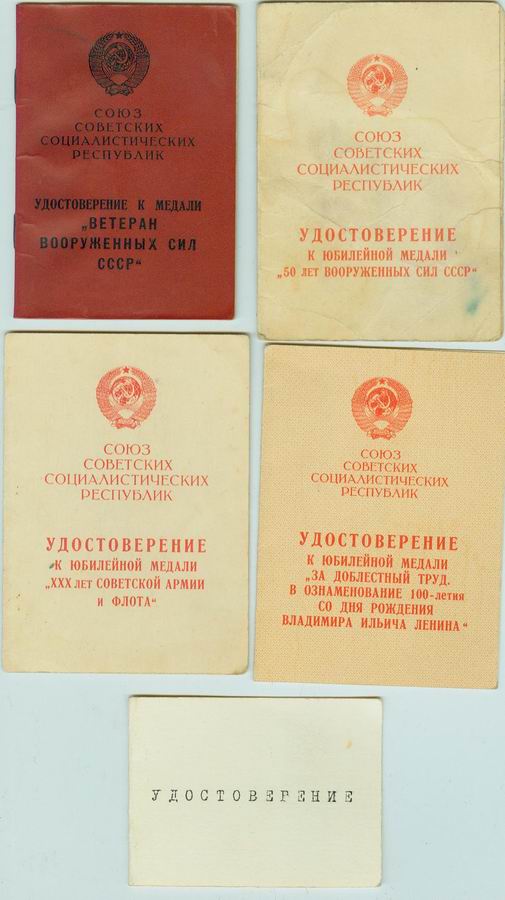 СОЮЗ
СОВЕТСКИХ
СОЦИАЛИСТИЧЕСКИХ
РЕСПУБЛИК
УДОСТОВЕРЕНИЕ К МЕДАЛИ
„ВЕТЕРАН
ВООРУЖЕННЫХ СИЛ
СССР“
СОЮЗ
СОВЕТСКИХ
СОЦИАЛИСТИЧЕСКИХ
РЕСПУБЛИК
УДОСТОВЕРЕНИЕ
К ЮБИЛЕЙНОЙ МЕДАЛИ
„50 ЛЕТ ВООРУЖЕННЫХ СИЛ СССР“
СОЮЗ
СОВЕТСКИХ
СОЦИАЛИСТИЧЕСКИХ
РЕСПУБЛИК
УДОСТОВЕРЕНИЕ
К ЮБИЛЕЙНОЙ МЕДАЛИ
„XXX ЛЕТ СОВЕТСКОЙ АРМИИ
И ФЛОТА“
СОЮЗ
СОВЕТСКИХ
СОЦИАЛИСТИЧЕСКИХ
РЕСПУБЛИК
УДОСТОВЕРЕНИЕ
К ЮБИЛЕЙНОЙ МЕДАЛИ
„ЗА ДОБЛЕСТНЫЙ ТРУД.
В ОЗНАМЕНОВАНИЕ 100-летия
СО ДНЯ РОЖДЕНИЯ
ВЛАДИМИРА ИЛЬИЧА ЛЕНИНА“
УДОСТОВЕРЕНИЕ